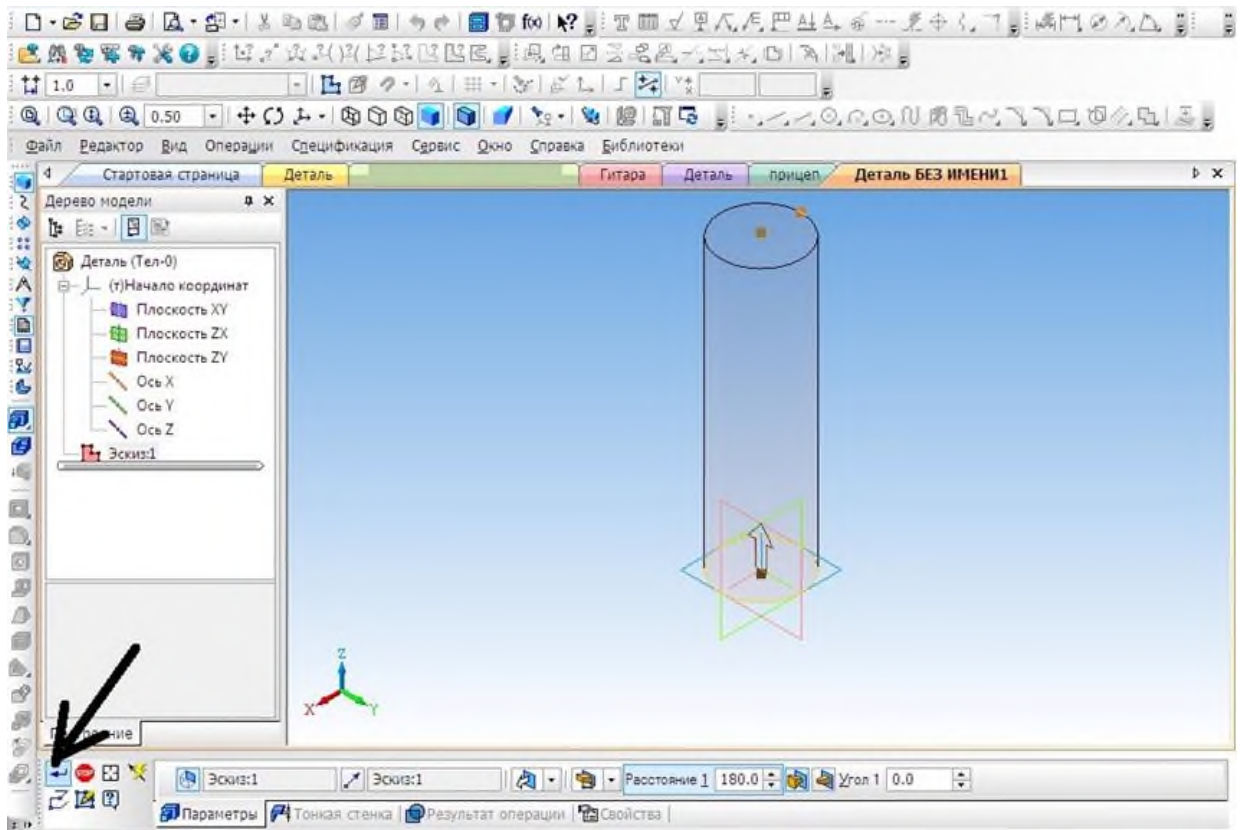 f(x)
1.0
0.50
Файл Редактор Вид Операции Спецификация Сервис Окно Справка Библиотеки
Стартовая страница Деталь Гитара Деталь прицеп Деталь БЕЗ ИМЕНИ1
Дерево модели
Деталь (Тел-0)
(т)Начало координат
Плоскость XY
Плоскость ZX
Плоскость ZY
Ось X
Ось Y
Ось Z
Эскиз:1
Z
X Y
Эскиз:1 Эскиз:1 Расстояние 1 180.0 Угол 1 0.0
STOP
Параметры Тонкая стенка Результат операции Свойства